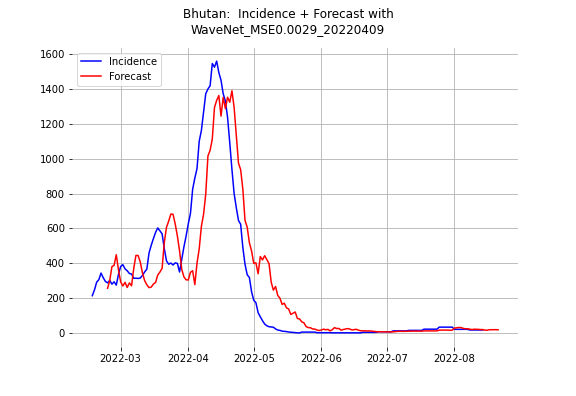 Bhutan:  Incidence + Forecast with
WaveNet_MSE0.0029_20220409
Incidence
Forecast
1600
1400
1200
1000
800
600
400
200
0
2022-03 2022-04 2022-05 2022-06 2022-07 2022-08